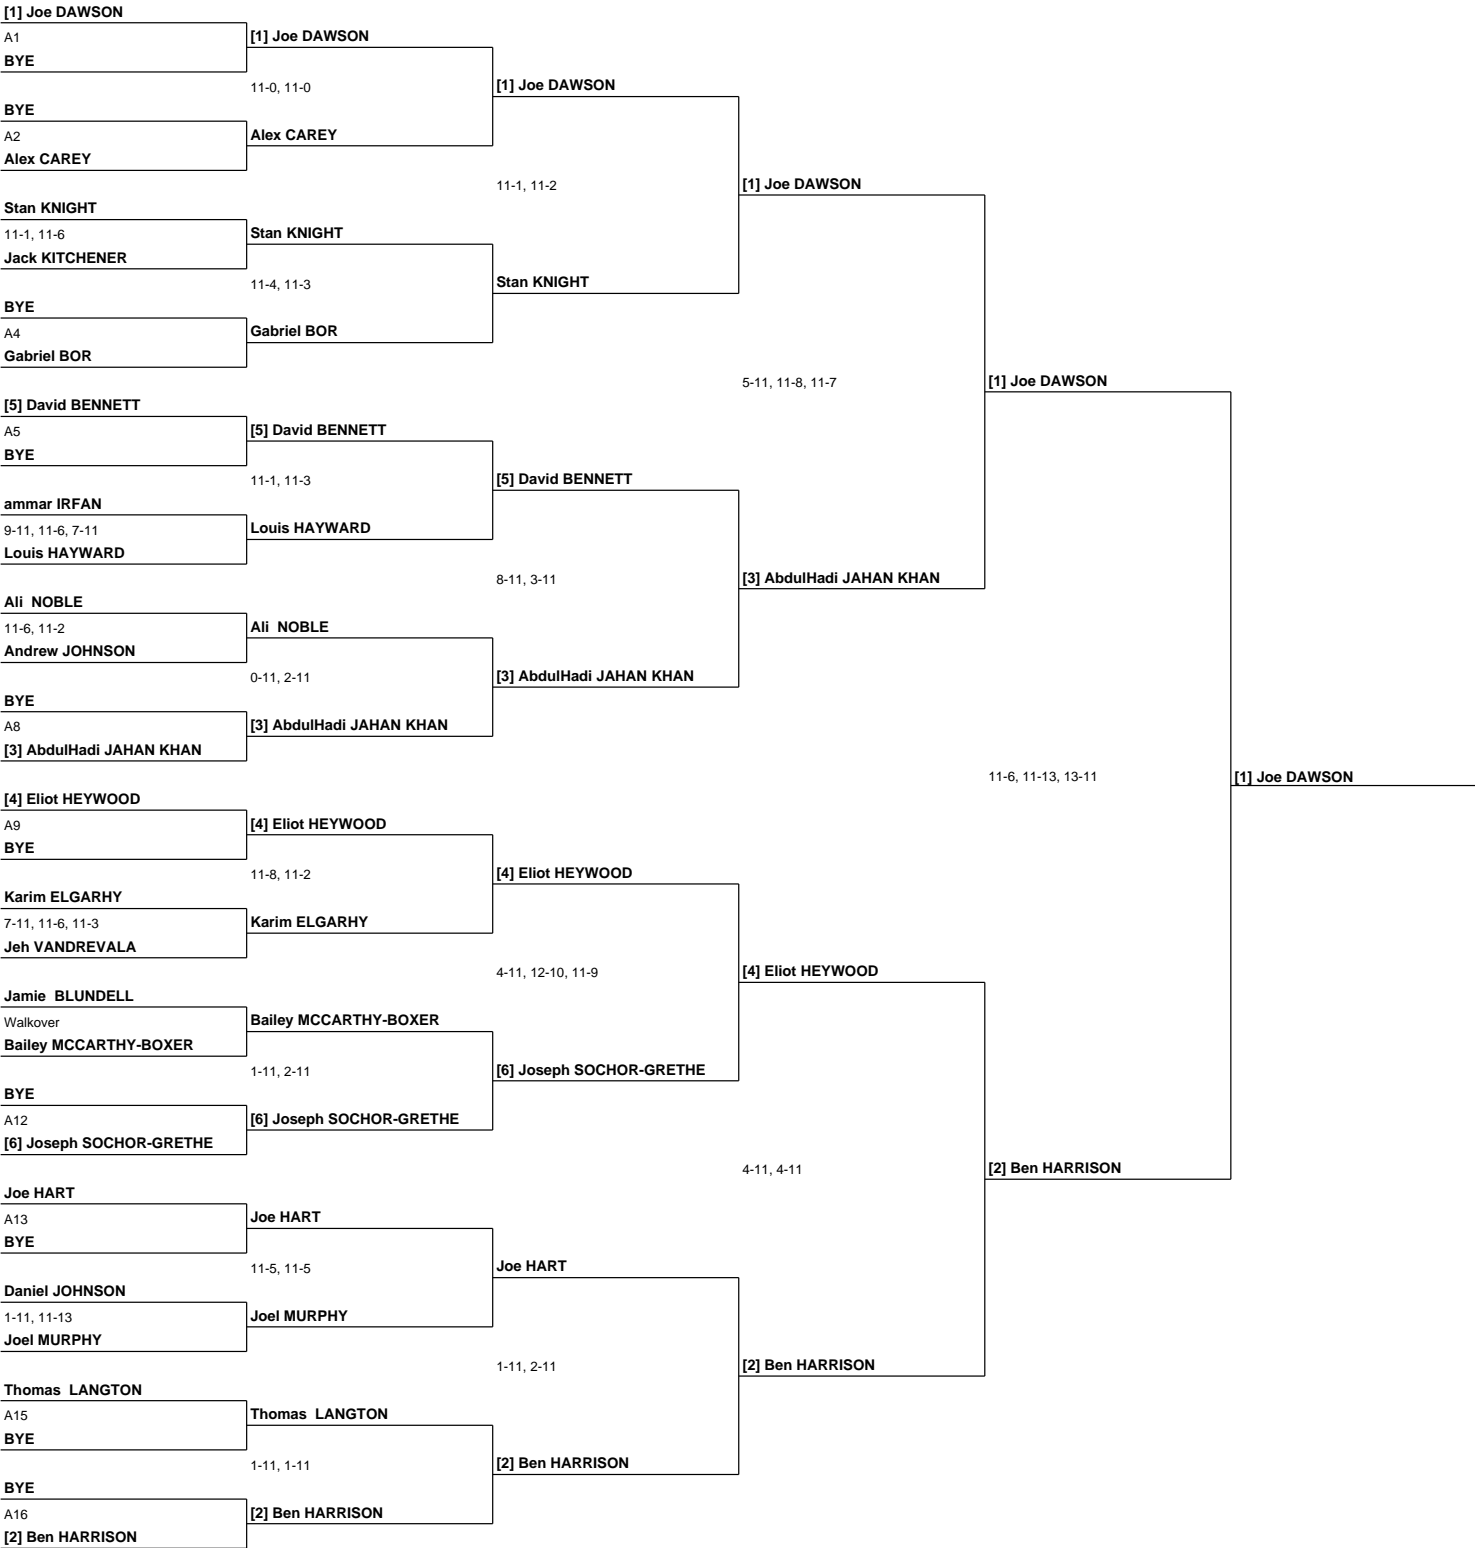 [1] Joe DAWSON
A1
BYE
BYE
A2
Alex CAREY
Stan KNIGHT
11-1, 11-6
Jack KITCHENER
BYE
A4
Gabriel BOR
[5] David BENNETT
A5
BYE
ammar IRFAN
9-11, 11-6, 7-11
Louis HAYWARD
Ali  NOBLE
11-6, 11-2
Andrew JOHNSON
BYE
A8
[3] AbdulHadi JAHAN KHAN
[4] Eliot HEYWOOD
A9
BYE
Karim ELGARHY
7-11, 11-6, 11-3
Jeh VANDREVALA
Jamie  BLUNDELL
Walkover
Bailey MCCARTHY-BOXER
BYE
A12
[6] Joseph SOCHOR-GRETHE
Joe HART
A13
BYE
Daniel JOHNSON
1-11, 11-13
Joel MURPHY
Thomas  LANGTON
A15
BYE
BYE
A16
[2] Ben HARRISON
[1] Joe DAWSON
11-0, 11-0
Alex CAREY
Stan KNIGHT
11-4, 11-3
Gabriel BOR
[5] David BENNETT
11-1, 11-3
Louis HAYWARD
Ali  NOBLE
0-11, 2-11
[3] AbdulHadi JAHAN KHAN
[4] Eliot HEYWOOD
11-8, 11-2
Karim ELGARHY
Bailey MCCARTHY-BOXER
1-11, 2-11
[6] Joseph SOCHOR-GRETHE
Joe HART
11-5, 11-5
Joel MURPHY
Thomas  LANGTON
1-11, 1-11
[2] Ben HARRISON
[1] Joe DAWSON
11-1, 11-2
Stan KNIGHT
[5] David BENNETT
8-11, 3-11
[3] AbdulHadi JAHAN KHAN
[4] Eliot HEYWOOD
4-11, 12-10, 11-9
[6] Joseph SOCHOR-GRETHE
Joe HART
1-11, 2-11
[2] Ben HARRISON
[1] Joe DAWSON
5-11, 11-8, 11-7
[3] AbdulHadi JAHAN KHAN
[4] Eliot HEYWOOD
4-11, 4-11
[2] Ben HARRISON
[1] Joe DAWSON
11-6, 11-13, 13-11
[2] Ben HARRISON
[1] Joe DAWSON